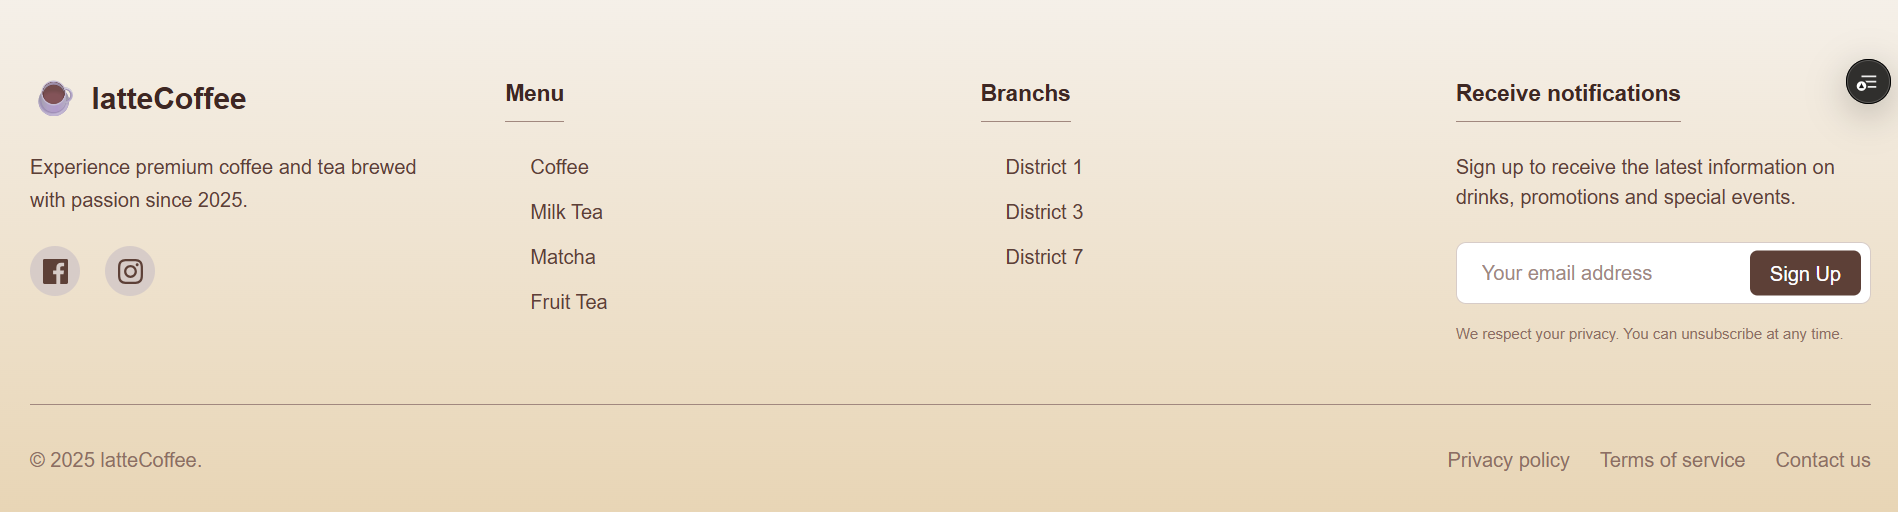 latteCoffee
Experience premium coffee and tea brewed
with passion since 2025.
Menu
Coffee
Milk Tea
Matcha
Fruit Tea
Branchs
District 1
District 3
District 7
Receive notifications
Sign up to receive the latest information on
drinks, promotions and special events.
Your email address
Sign Up
We respect your privacy. You can unsubscribe at any time.
© 2025 latteCoffee.
Privacy policy
Terms of service
Contact us